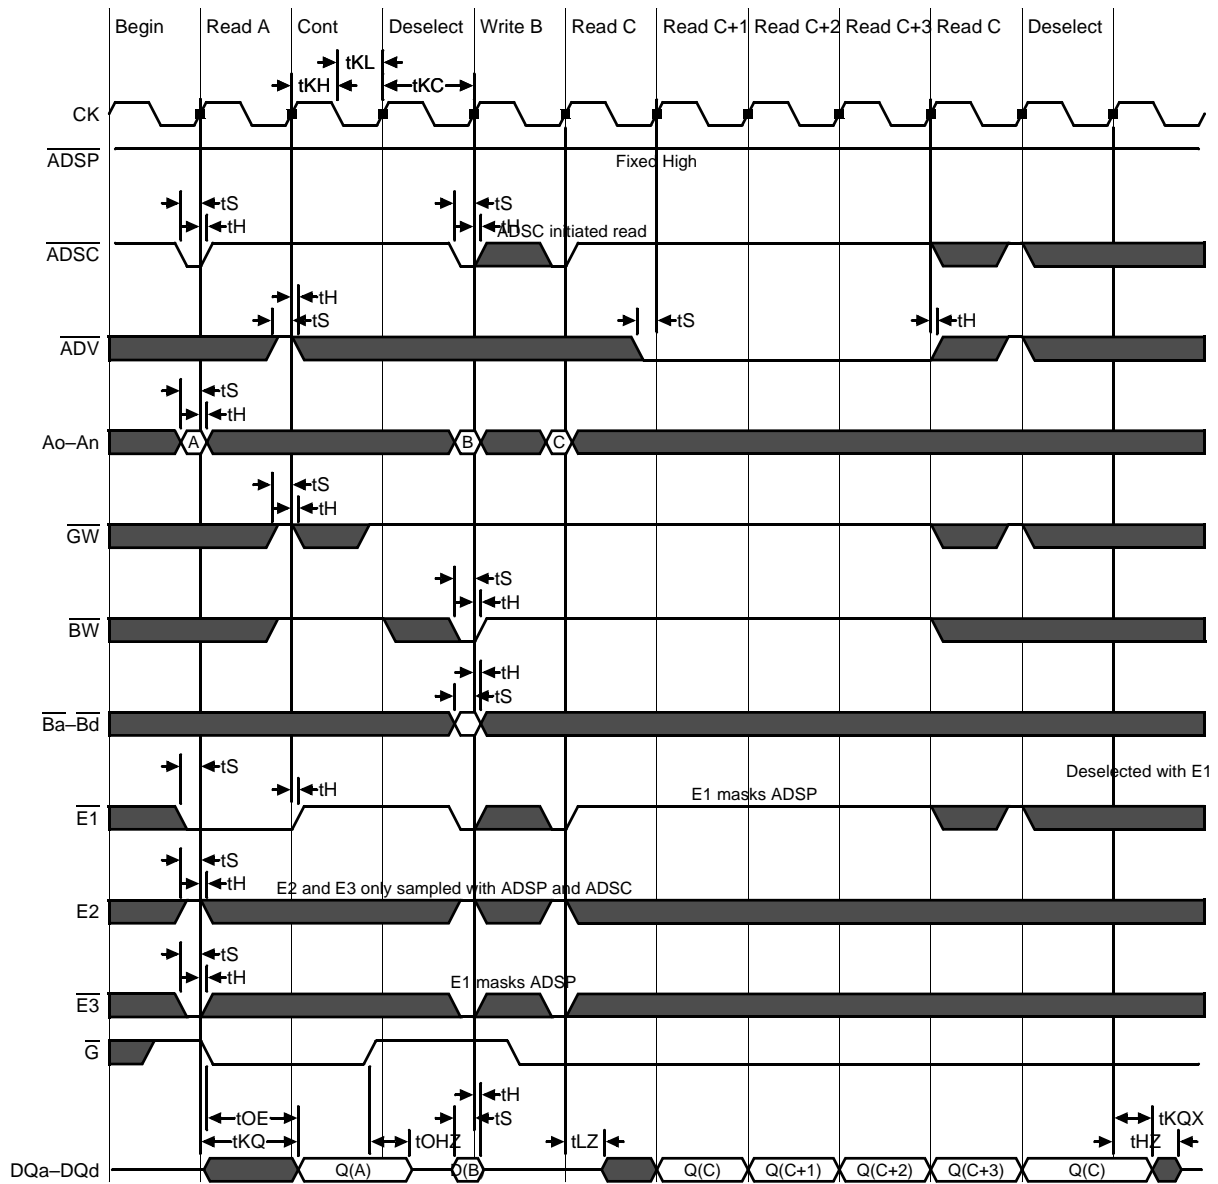 Begin Read A Cont Deselect Write B Read C Read C+1 Read C+2 Read C+3 Read C Deselect
tKL
tKH tKC
CK
ADSP
Fixed High
tS tS
tH tH
ADSC initiated read
ADSC
tH
tS tS tH
ADV
tS
tH
Ao–An A B C
tS
tH
GW
tS
tH
BW
tH
tS
Ba–Bd
tS Deselected with E1
tH
E1 masks ADSP
E1
tS
tH
E2 and E3 only sampled with ADSP and ADSC
E2
tS
tH
E1 masks ADSP
E3
G
tH
tOE tS tKQX
tKQ tOHZ tLZ tHZ
DQa–DQd Q(A) D(B Q(C) Q(C+1) Q(C+2) Q(C+3) Q(C)